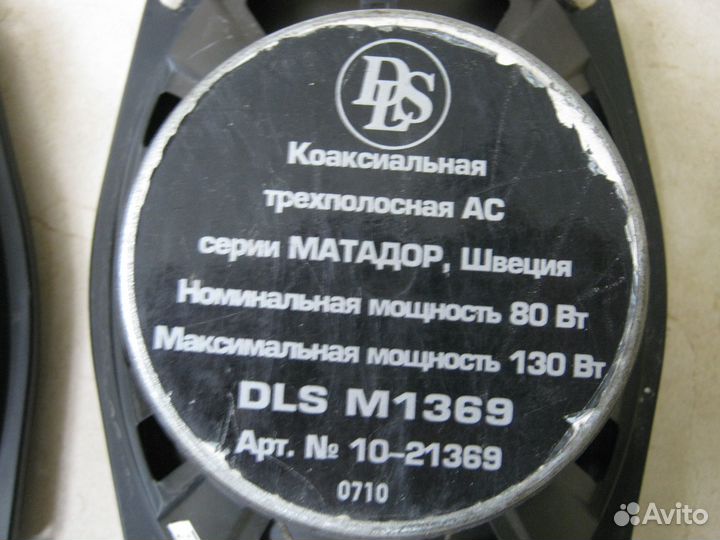 DLS
Коаксиальная
трехполосная АС
серии МАТАДОР, Швеция
Номинальная мощность 80 Вт
Максимальная мощность 130 Вт
DLS M1369
Арт. № 10-21369
0710
Avito